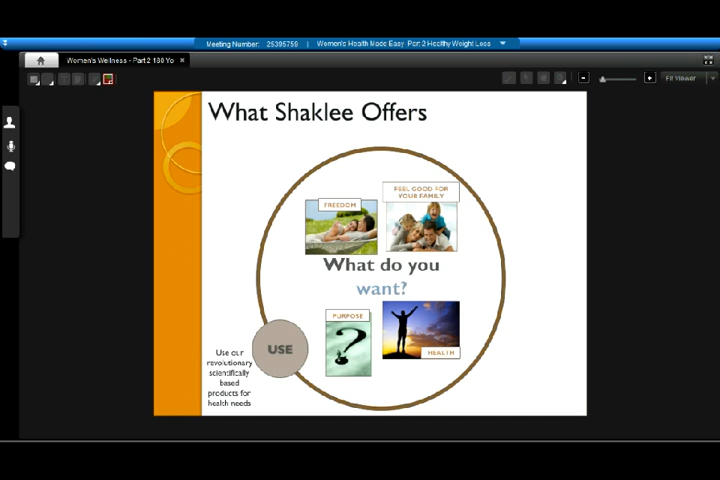 Meeting Number: 25395759 | Women's Health Made Easy Part 2 Healthy Weight Loss
Women's Wellness - Part 2 180 Yo
Fit Viewer
What Shaklee Offers
FREEDOM
FEEL GOOD FOR
YOUR FAMILY
What do you
want?
PURPOSE
HEALTH
USE
Use our
revolutionary
scientifically
based
products for
health needs